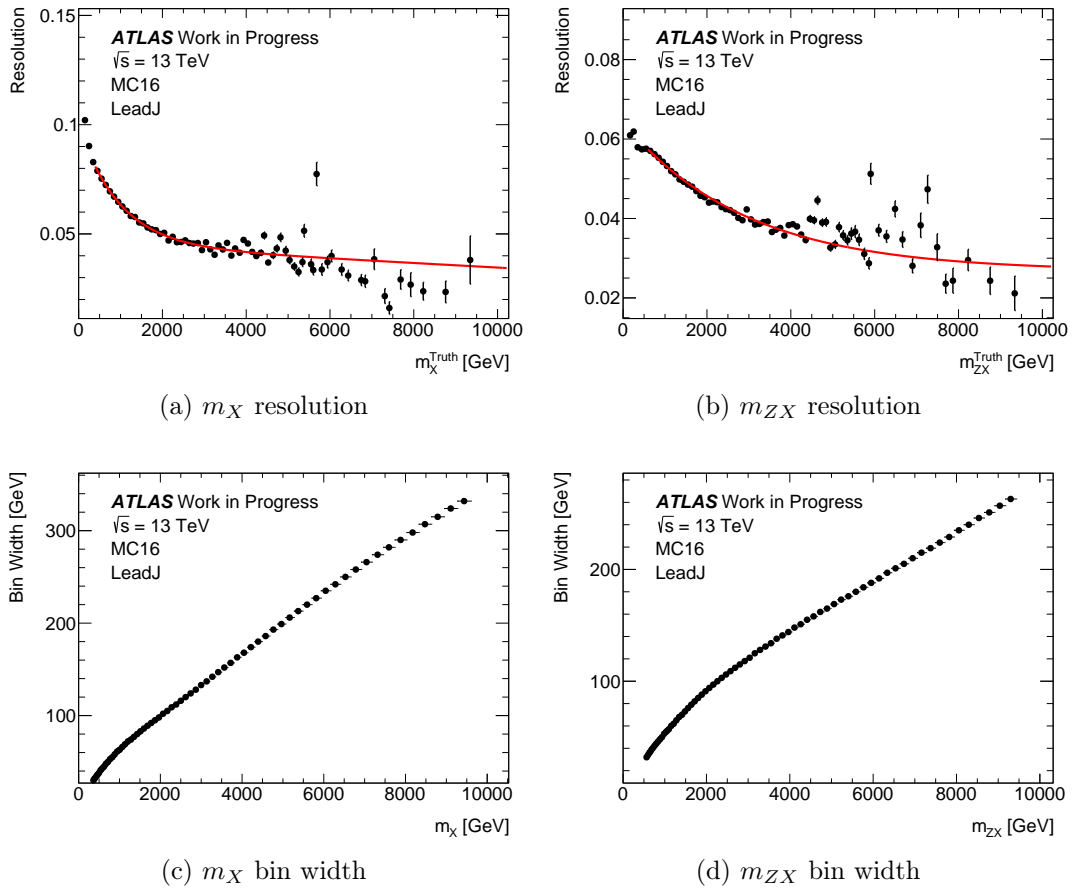 0.15
Resolution
ATLAS Work in Progress
√s = 13 TeV
MC16
LeadJ
0.1
0.05
0 2000 4000 6000 8000 10000
m_X^Truth [GeV]
(a) m_X resolution
Resolution
ATLAS Work in Progress
√s = 13 TeV
MC16
LeadJ
0.08
0.06
0.04
0.02
0 2000 4000 6000 8000 10000
m_ZX^Truth [GeV]
(b) m_ZX resolution
Bin Width [GeV]
ATLAS Work in Progress
√s = 13 TeV
MC16
LeadJ
300
200
100
0 2000 4000 6000 8000 10000
m_X [GeV]
(c) m_X bin width
Bin Width [GeV]
ATLAS Work in Progress
√s = 13 TeV
MC16
LeadJ
200
100
0
0 2000 4000 6000 8000 10000
m_ZX [GeV]
(d) m_ZX bin width